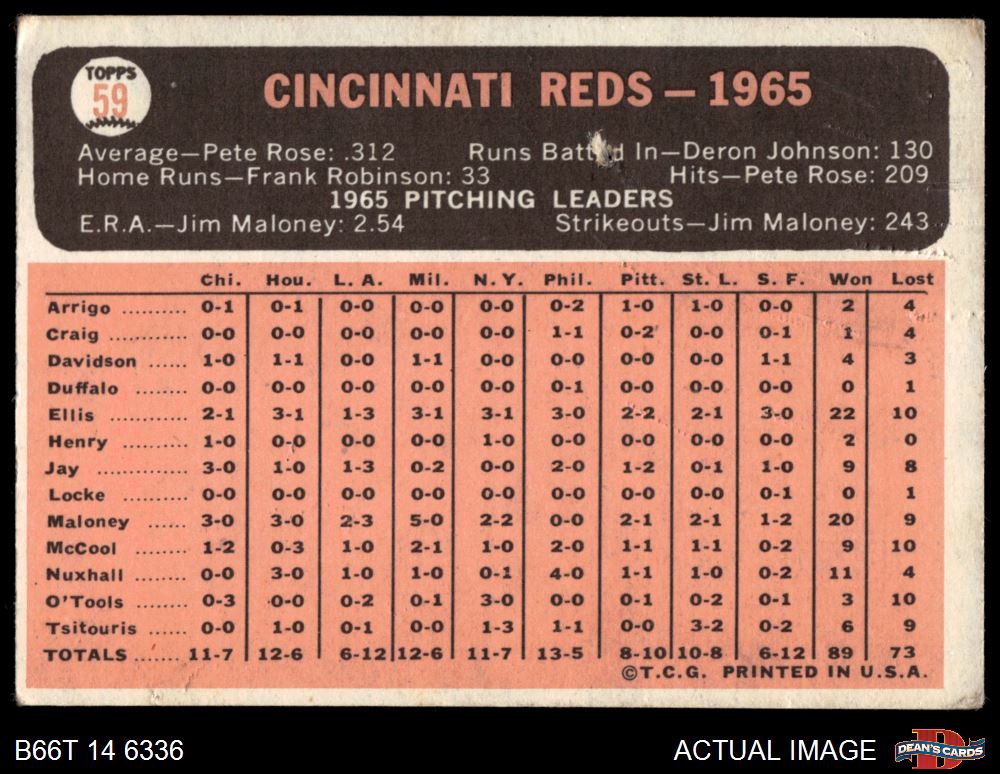 TOPPS
59
CINCINNATI REDS — 1965
Average—Pete Rose: .312 Runs Batted In—Deron Johnson: 130
Home Runs—Frank Robinson: 33 Hits—Pete Rose: 209
1965 PITCHING LEADERS
E.R.A.—Jim Maloney: 2.54 Strikeouts—Jim Maloney: 243
Chi. Hou. L. A. Mil. N. Y. Phil. Pitt. St. L. S. F. Won Lost
Arrigo .......... 0-1 0-1 0-0 0-0 0-0 0-2 1-0 1-0 0-0 2 4
Craig ............ 0-0 0-0 0-0 0-0 0-0 1-1 0-2 0-0 0-1 1 4
Davidson ...... 1-0 1-1 0-0 1-1 0-0 0-0 0-0 0-0 1-1 4 3
Duffalo ......... 0-0 0-0 0-0 0-0 0-0 0-1 0-0 0-0 0-0 0 1
Ellis ............ 2-1 3-1 1-3 3-1 3-1 3-0 2-2 2-1 3-0 22 10
Henry .......... 1-0 0-0 0-0 0-0 1-0 0-0 0-0 0-0 0-0 2 0
Jay .............. 3-0 1-0 1-3 0-2 0-0 2-0 1-2 0-1 1-0 9 8
Locke .......... 0-0 0-0 0-0 0-0 0-0 0-0 0-0 0-0 0-1 0 1
Maloney ...... 3-0 3-0 2-3 5-0 2-2 0-0 2-1 2-1 1-2 20 9
McCool ........ 1-2 0-3 1-0 2-1 1-0 2-0 1-1 1-1 0-2 9 10
Nuxhall ........ 0-0 3-0 1-0 1-0 0-1 4-0 1-1 1-0 0-2 11 4
O'Tools ........ 0-3 0-0 0-2 0-1 3-0 0-0 0-1 0-2 0-1 3 10
Tsitouris ...... 0-0 1-0 0-1 0-0 1-3 1-1 0-0 3-2 0-2 6 9
TOTALS ....... 11-7 12-6 6-12 12-6 11-7 13-5 8-10 10-8 6-12 89 73
©T.C.G. PRINTED IN U.S.A.
B66T 14 6336 ACTUAL IMAGE DEAN'S CARDS